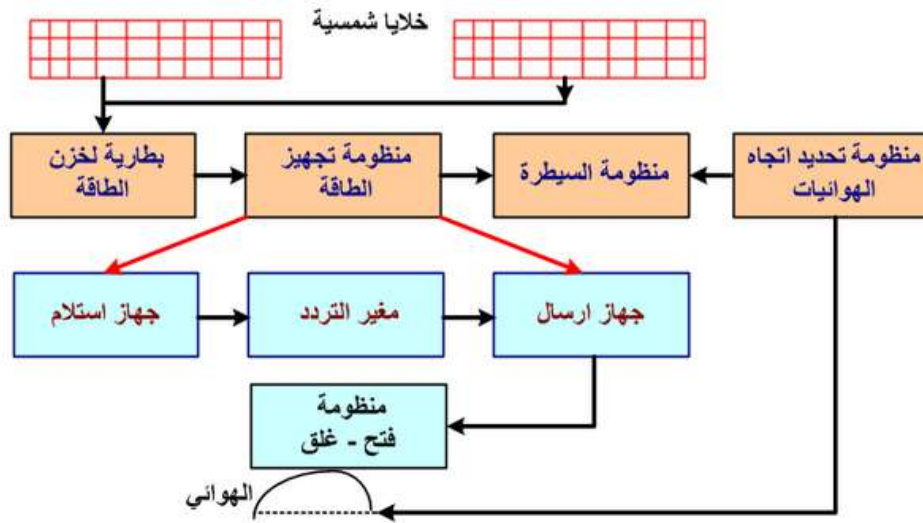 خلايا شمسية
منظومة تحديد اتجاه
الهوائيات
منظومة السيطرة
منظومة تجهيز
الطاقة
بطارية لخزن
الطاقة
جهاز ارسال
مغير التردد
جهاز استلام
منظومة
فتح - غلق
الهوائي